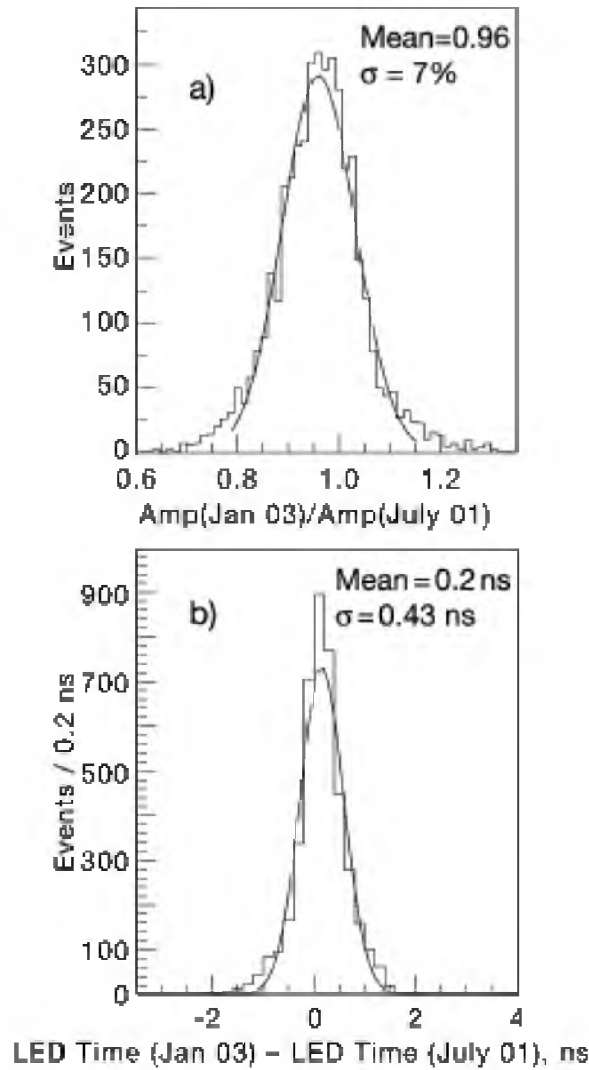 Mean=0.96
σ = 7%
a)
300
250
200
150
100
50
0
Events
0.6 0.8 1.0 1.2
Amp(Jan 03)/Amp(July 01)
Mean=0.2 ns
σ=0.43 ns
b)
900
700
500
300
100
0
Events / 0.2 ns
-2 0 2 4
LED Time (Jan 03) – LED Time (July 01), ns